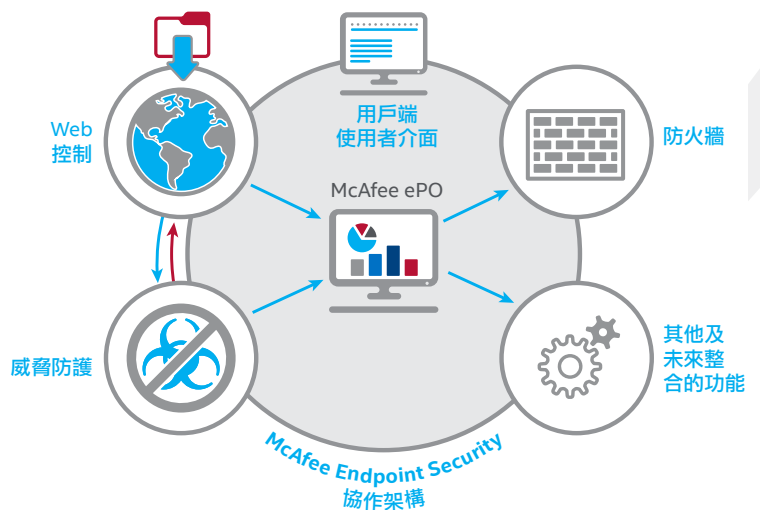 用戶端
使用者介面
Web
控制
防火牆
McAfee ePO
威脅防護
其他及
未來整
合的功能
McAfee Endpoint Security
協作架構